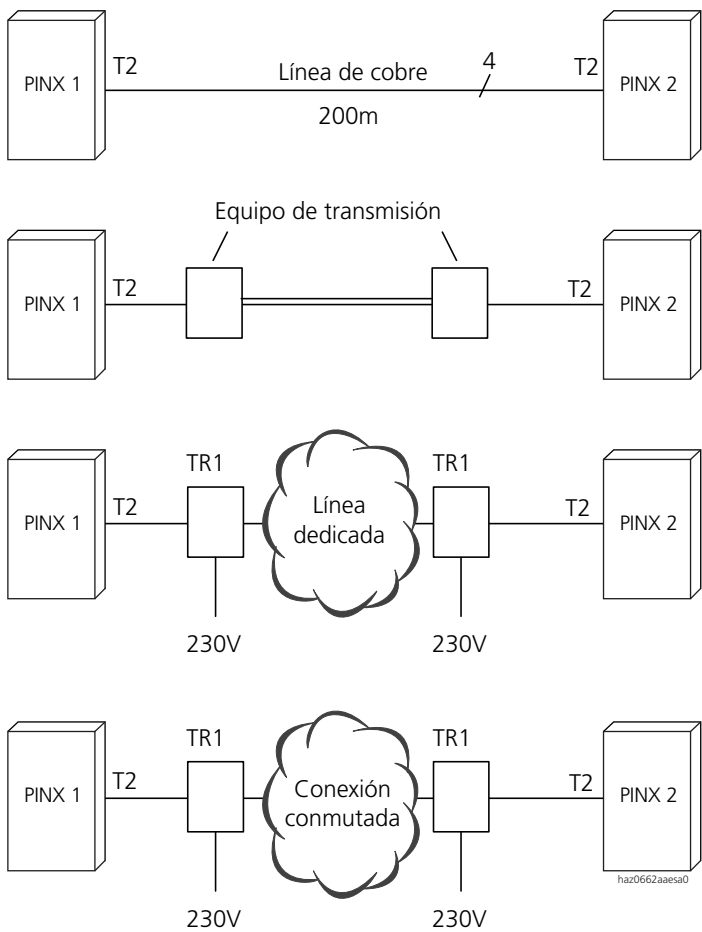 PINX 1
T2
Línea de cobre
200m
4
T2
PINX 2
Equipo de transmisión
PINX 1
T2
T2
PINX 2
TR1
TR1
PINX 1
T2
Línea
dedicada
T2
PINX 2
230V
230V
TR1
TR1
PINX 1
T2
Conexión
conmutada
T2
PINX 2
haz0662aaesa0
230V
230V